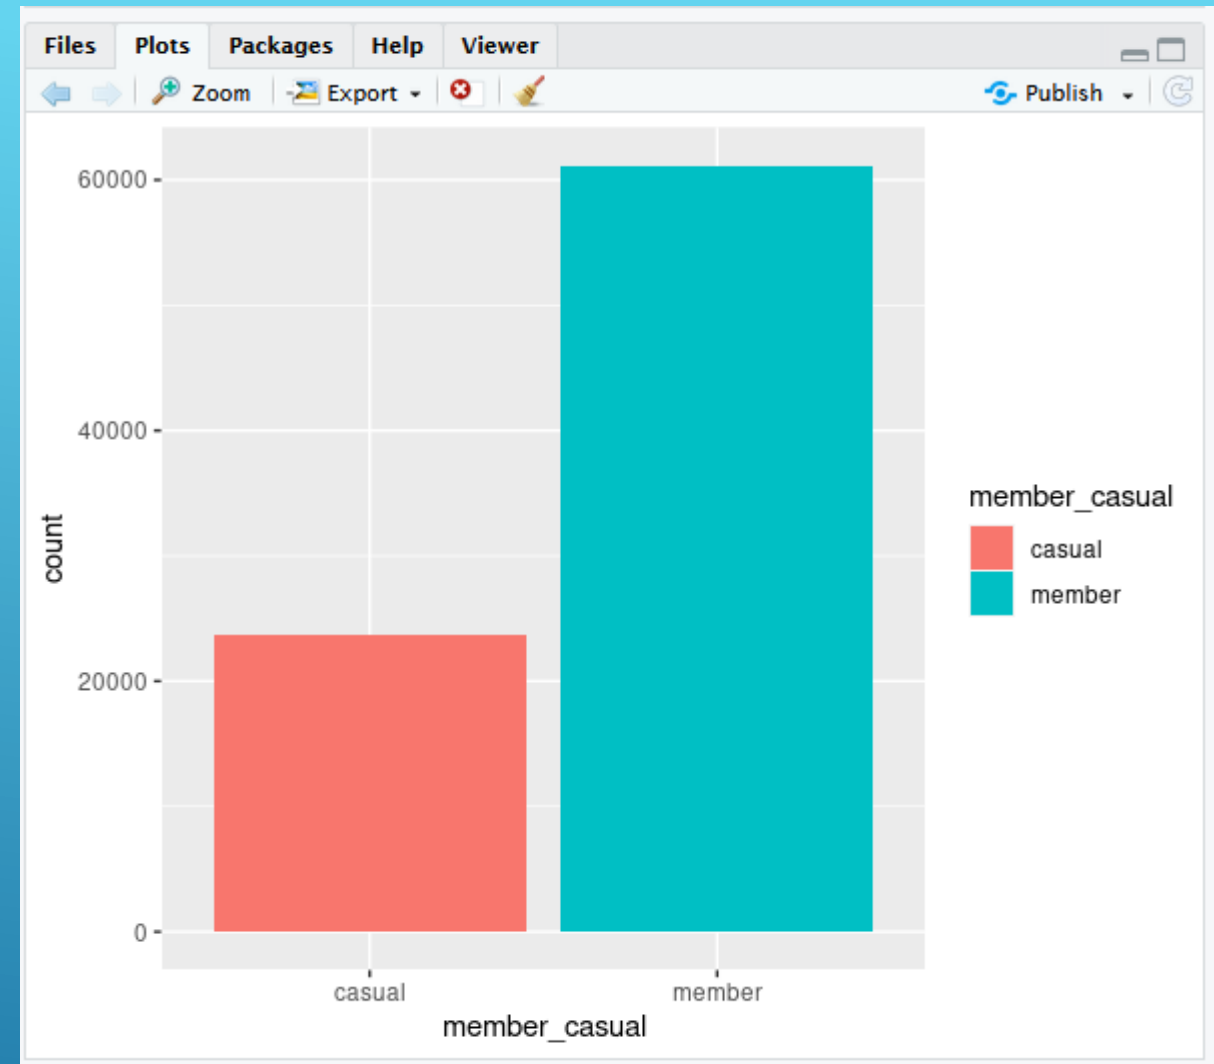 Files Plots Packages Help Viewer
Zoom Export Publish
60000
40000
20000
0
count
casual member
member_casual
member_casual
casual
member